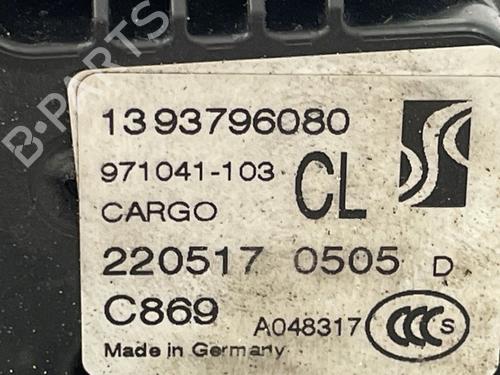 B-PARTS
1393796080
971041-103
CL
CARGO
220517 0505 D
C869
A048317
CCC S
Made in Germany